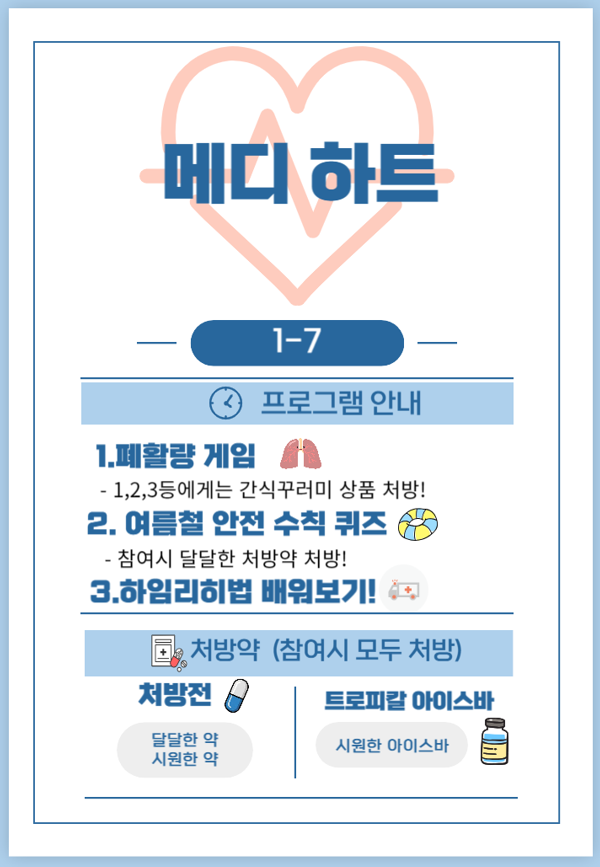 메디 하트
1-7
프로그램 안내
1.폐활량 게임
- 1,2,3등에게는 간식꾸러미 상품 처방!
2. 여름철 안전 수칙 퀴즈
- 참여시 달달한 처방약 처방!
3.하임리히법 배워보기!
처방약 (참여시 모두 처방)
처방전
달달한 약
시원한 약
트로피칼 아이스바
시원한 아이스바